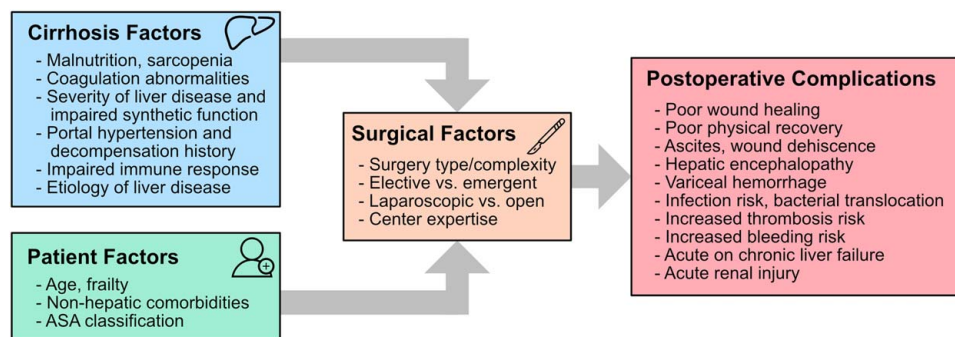 Cirrhosis Factors
- Malnutrition, sarcopenia
- Coagulation abnormalities
- Severity of liver disease and
impaired synthetic function
- Portal hypertension and
decompensation history
- Impaired immune response
- Etiology of liver disease
Patient Factors
- Age, frailty
- Non-hepatic comorbidities
- ASA classification
Surgical Factors
- Surgery type/complexity
- Elective vs. emergent
- Laparoscopic vs. open
- Center expertise
Postoperative Complications
- Poor wound healing
- Poor physical recovery
- Ascites, wound dehiscence
- Hepatic encephalopathy
- Variceal hemorrhage
- Infection risk, bacterial translocation
- Increased thrombosis risk
- Increased bleeding risk
- Acute on chronic liver failure
- Acute renal injury